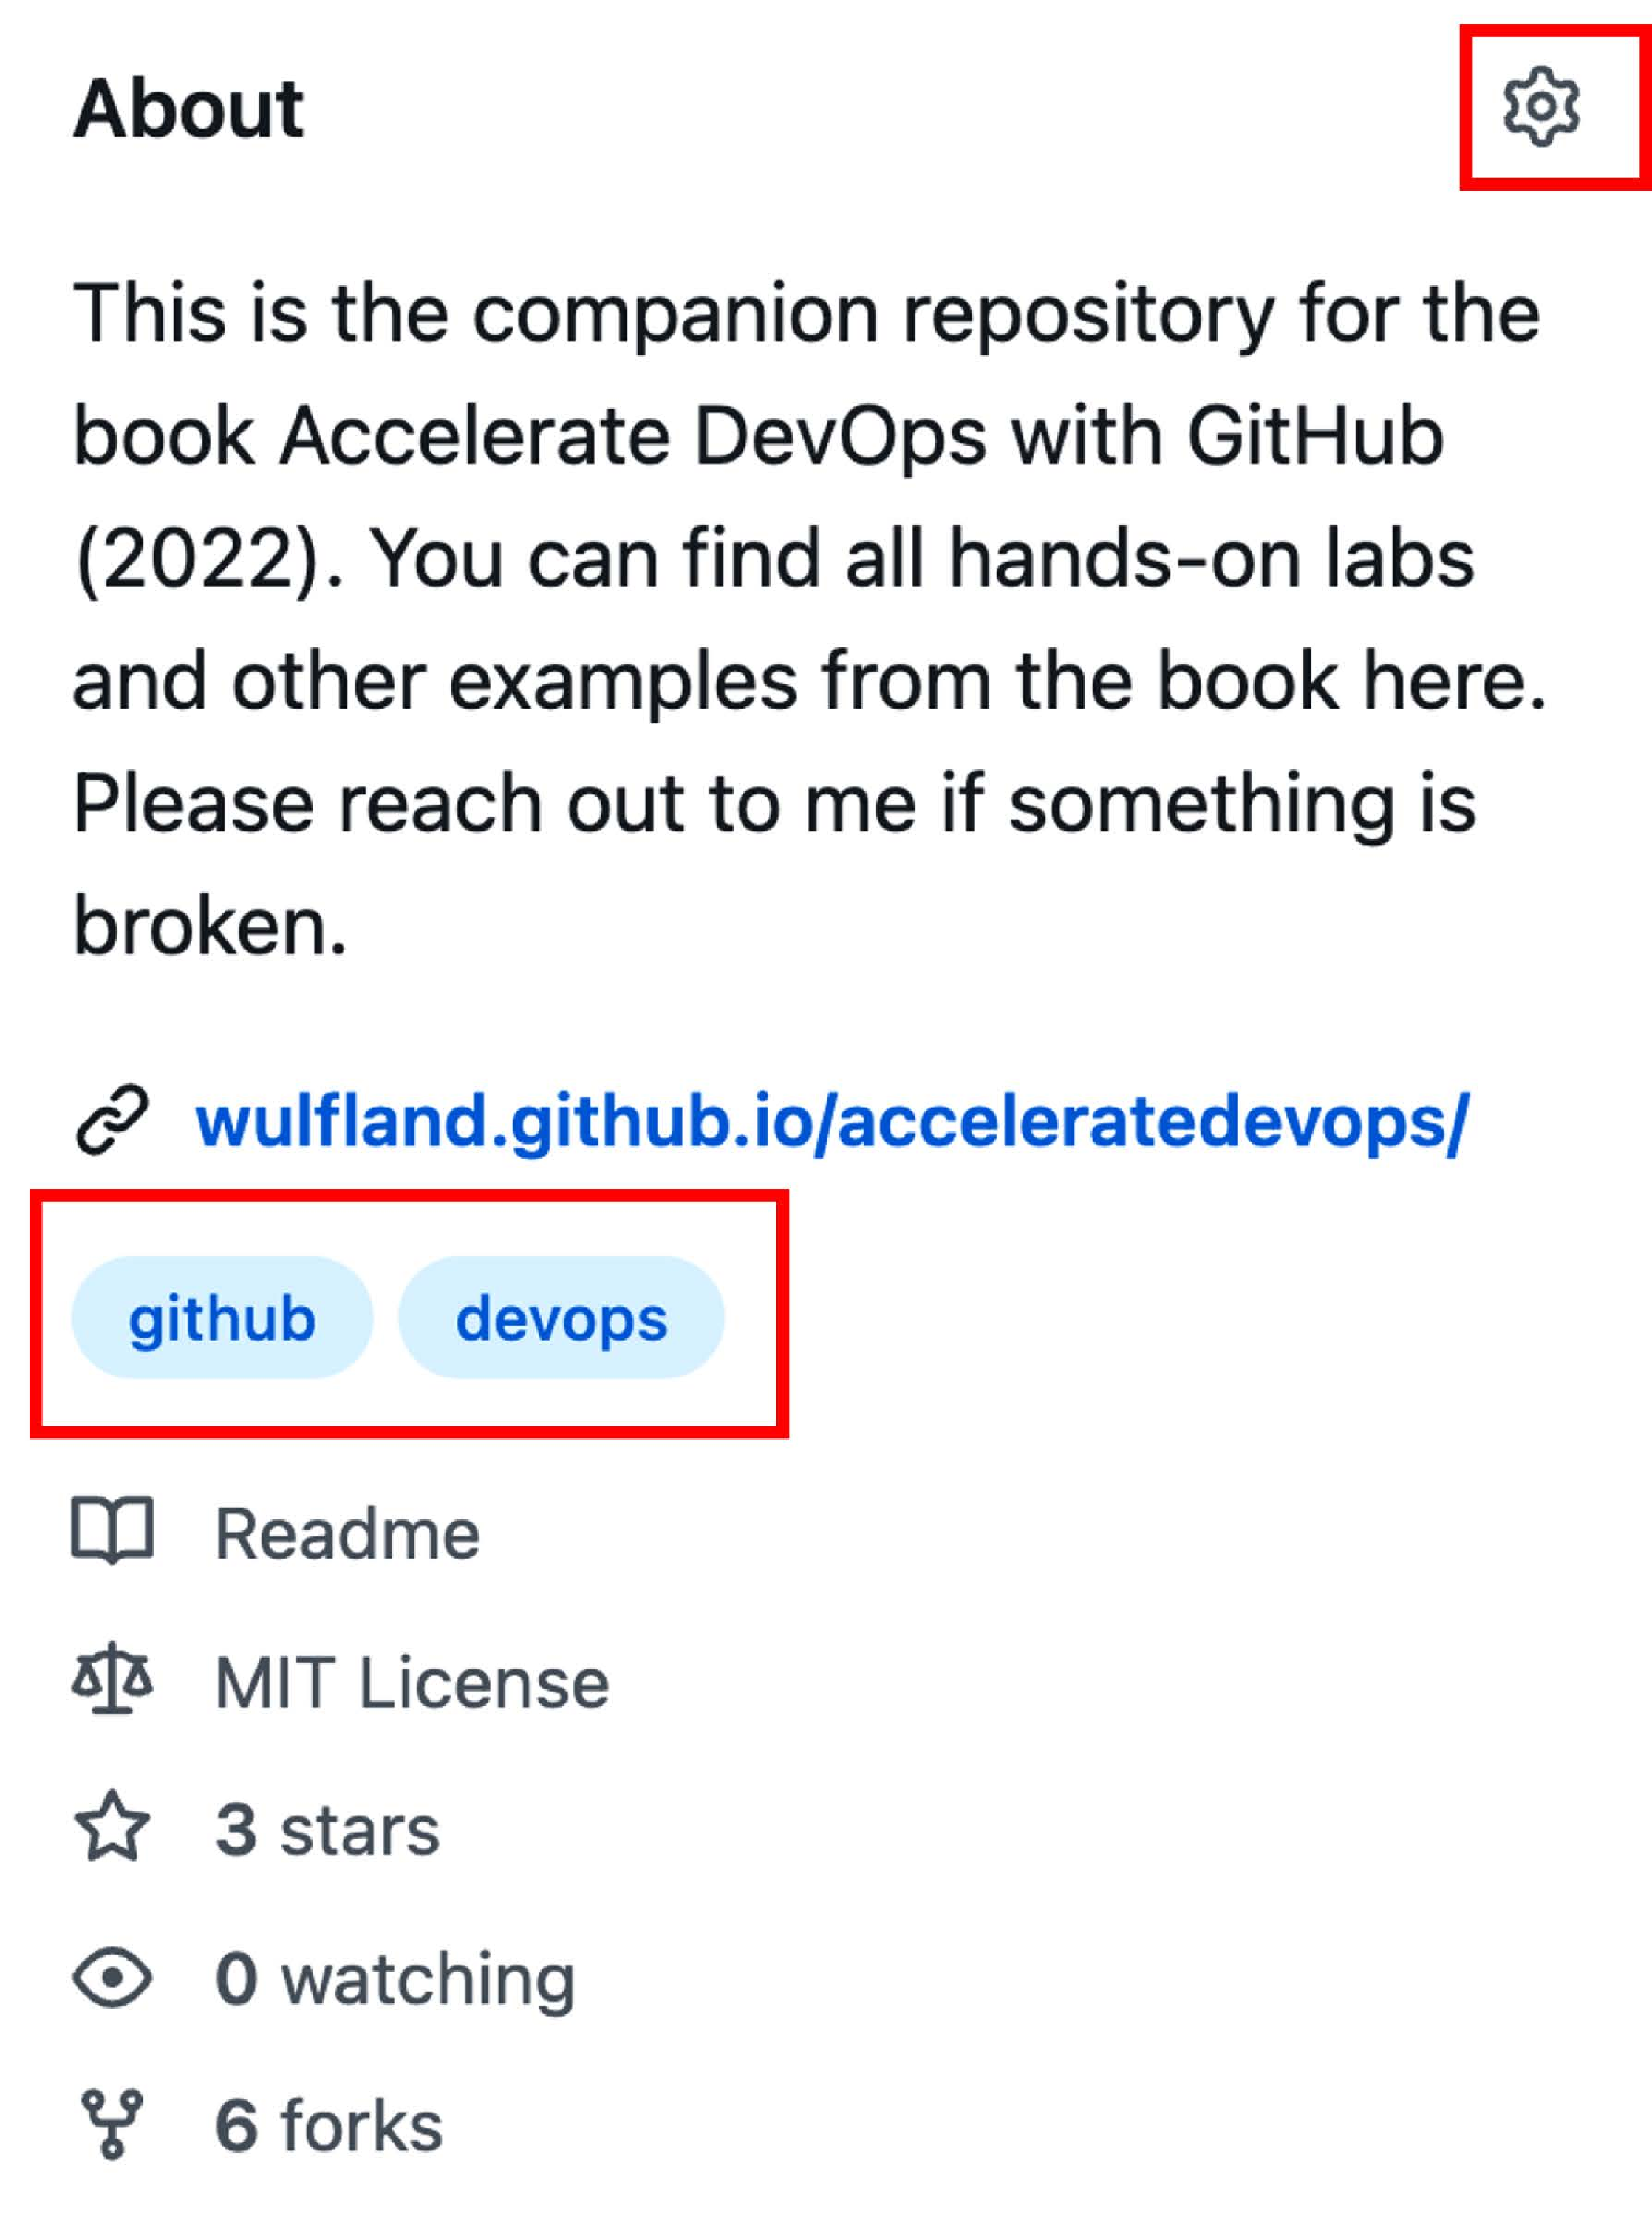 About
This is the companion repository for the
book Accelerate DevOps with GitHub
(2022). You can find all hands-on labs
and other examples from the book here.
Please reach out to me if something is
broken.
wulfland.github.io/acceleratedevops/
github devops
Readme
MIT License
3 stars
0 watching
6 forks